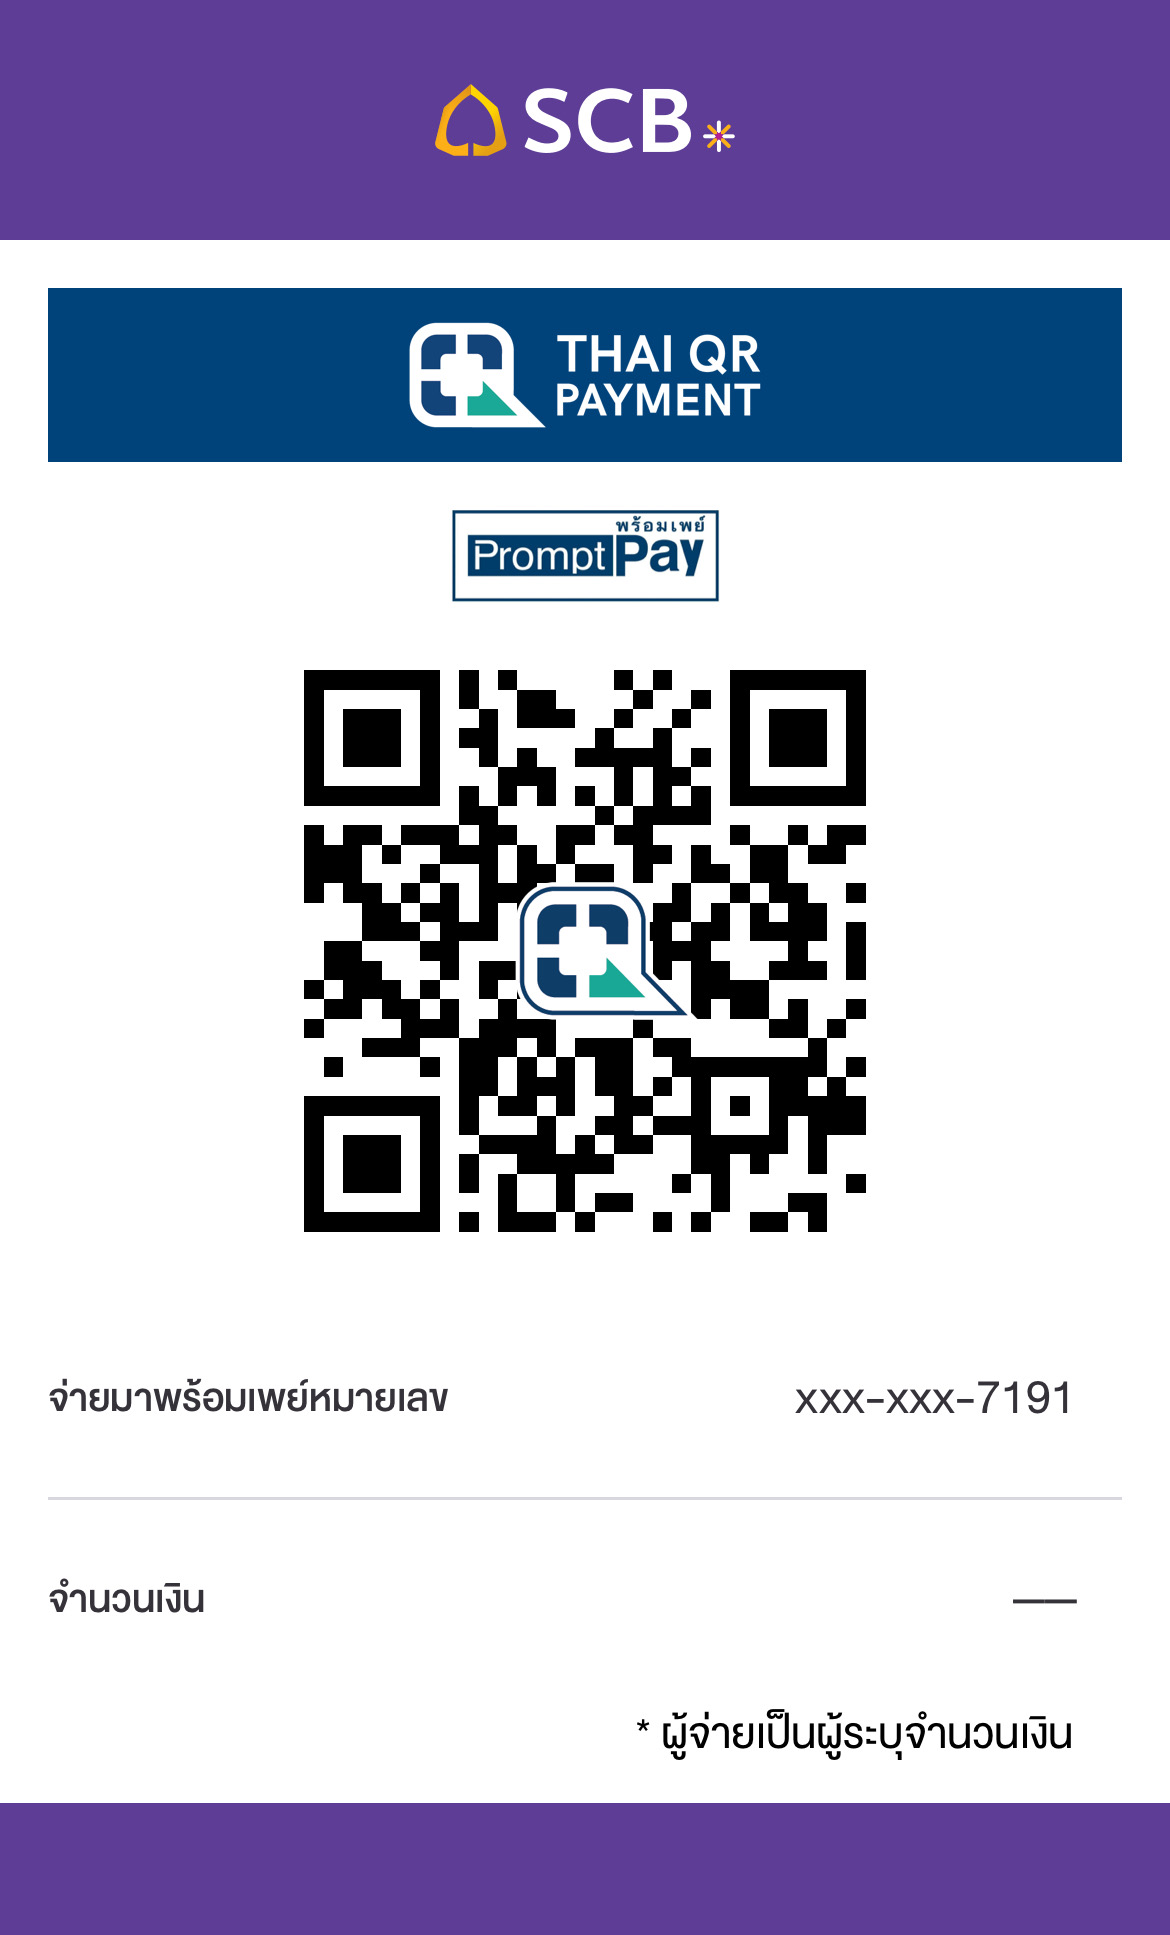 SCB
THAI QR
PAYMENT
พร้อมเพย์
PromptPay
จ่ายมาพร้อมเพย์หมายเลข xxx-xxx-7191
จำนวนเงิน —
* ผู้จ่ายเป็นผู้ระบุจำนวนเงิน